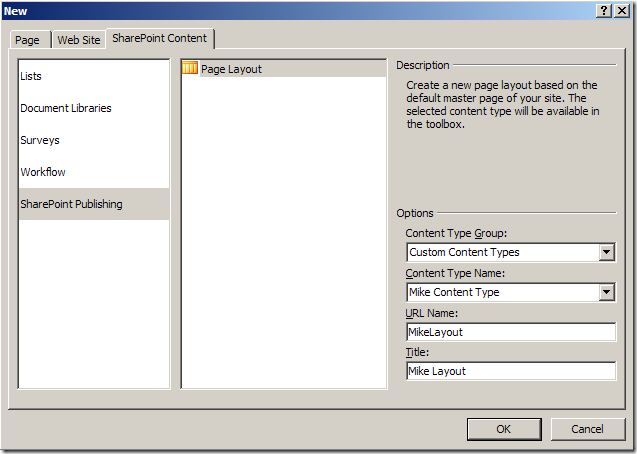 New
Page
Web Site
SharePoint Content
Lists
Document Libraries
Surveys
Workflow
SharePoint Publishing
Page Layout
Description
Create a new page layout based on the
default master page of your site. The
selected content type will be available in
the toolbox.
Options
Content Type Group:
Custom Content Types
Content Type Name:
Mike Content Type
URL Name:
MikeLayout
Title:
Mike Layout
OK
Cancel